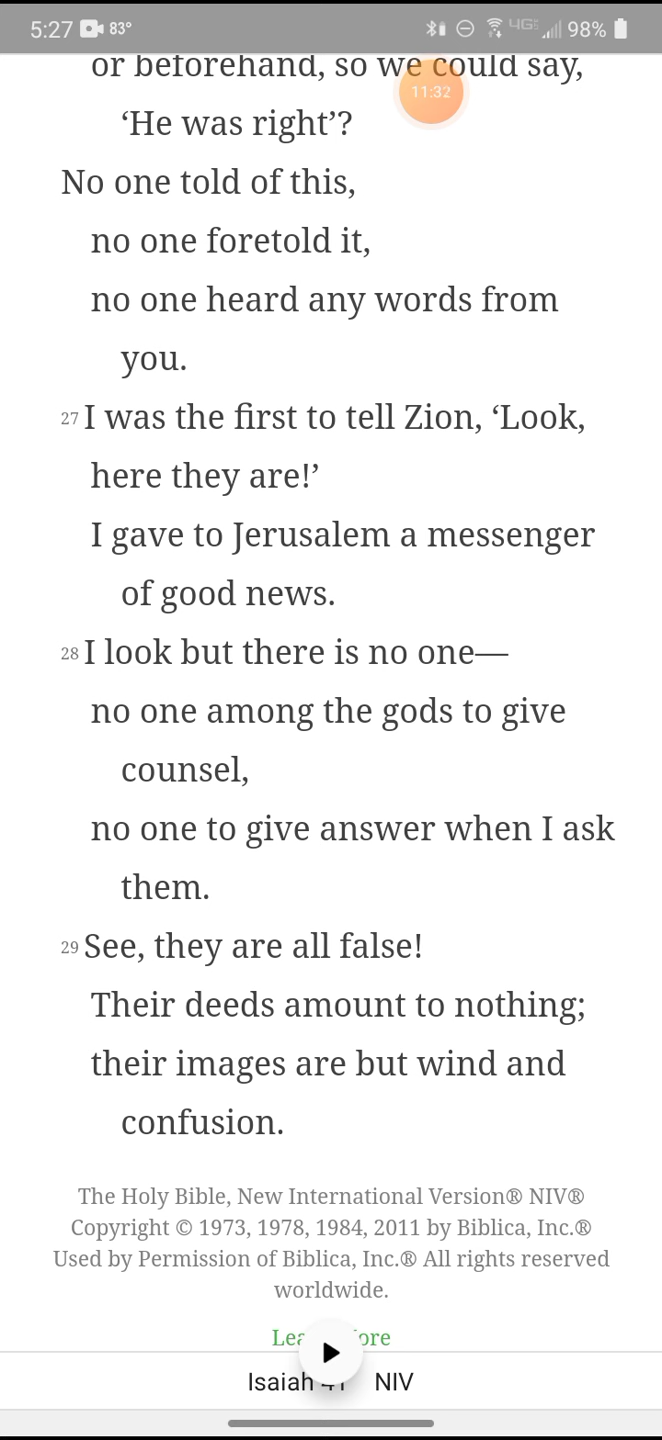 5:27 83° 4G 98%
or beforehand, so we could say,
11:32
‘He was right’?
No one told of this,
no one foretold it,
no one heard any words from
you.
27 I was the first to tell Zion, ‘Look,
here they are!’
I gave to Jerusalem a messenger
of good news.
28 I look but there is no one—
no one among the gods to give
counsel,
no one to give answer when I ask
them.
29 See, they are all false!
Their deeds amount to nothing;
their images are but wind and
confusion.
The Holy Bible, New International Version® NIV®
Copyright © 1973, 1978, 1984, 2011 by Biblica, Inc.®
Used by Permission of Biblica, Inc.® All rights reserved
worldwide.
Isaiah 41 NIV